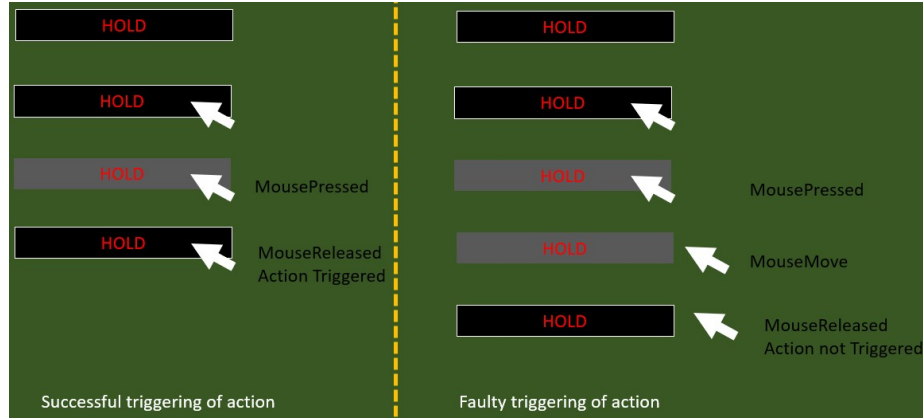 HOLD
HOLD
HOLD
MousePressed
HOLD
MouseReleased
Action Triggered
Successful triggering of action
HOLD
HOLD
HOLD
MousePressed
HOLD
MouseMove
HOLD
MouseReleased
Action not Triggered
Faulty triggering of action